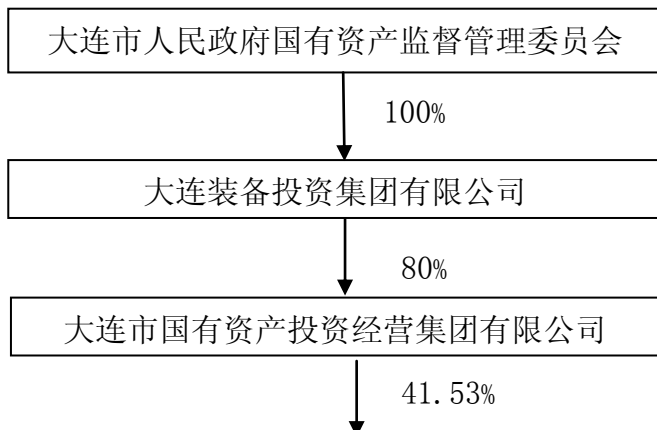 大连市人民政府国有资产监督管理委员会
100%
大连装备投资集团有限公司
80%
大连市国有资产投资经营集团有限公司
41.53%